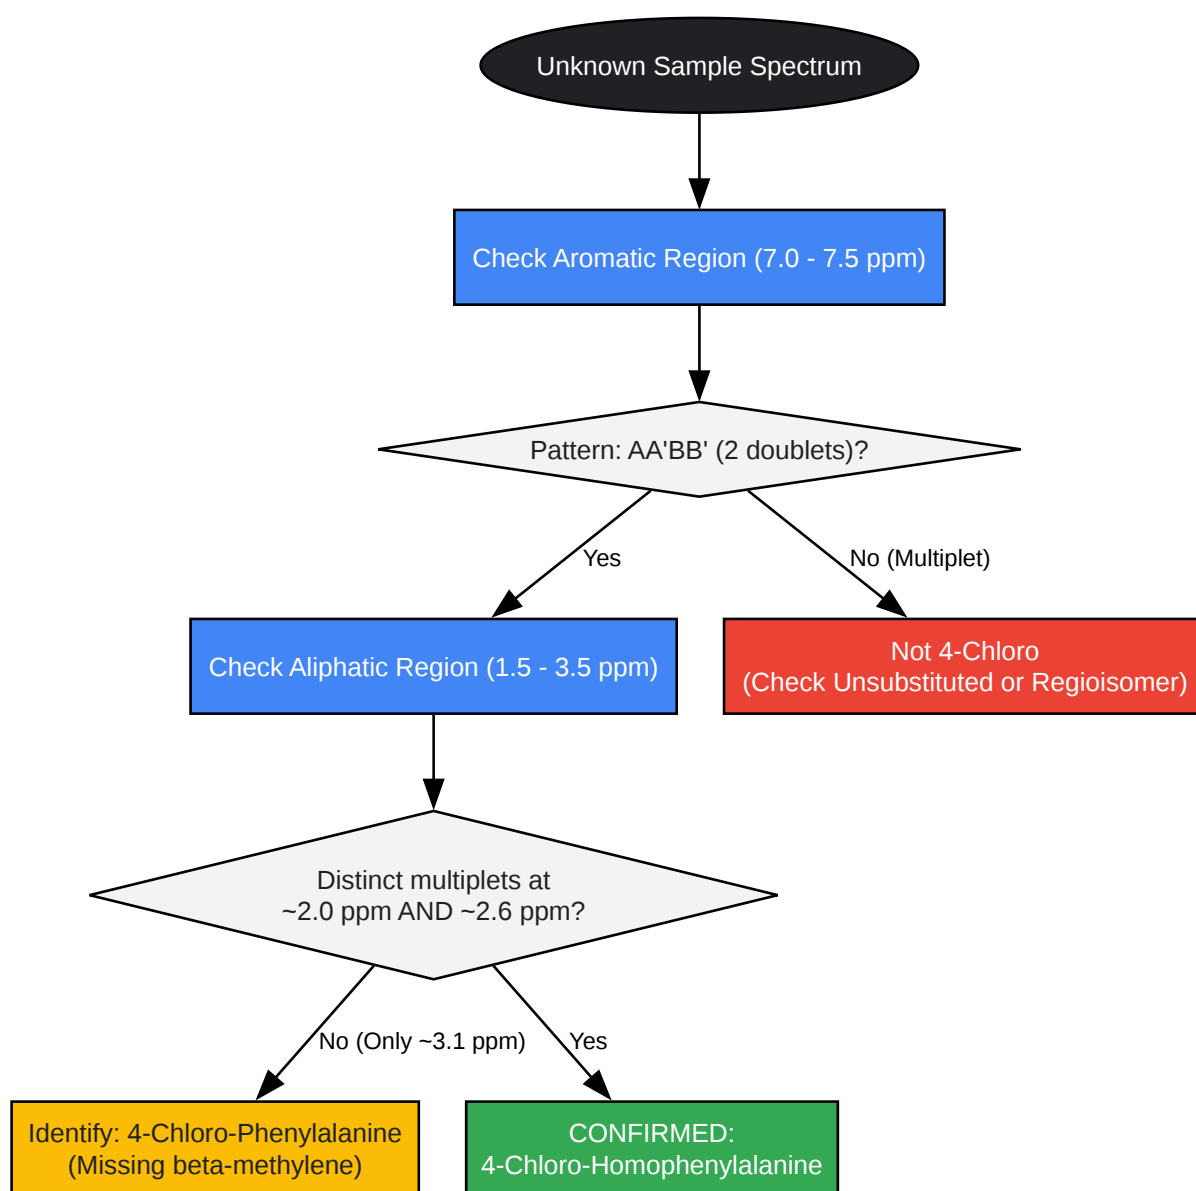 Unknown Sample Spectrum
Check Aromatic Region (7.0 - 7.5 ppm)
Pattern: AA'BB' (2 doublets)?
Yes
No (Multiplet)
Check Aliphatic Region (1.5 - 3.5 ppm)
Not 4-Chloro
(Check Unsubstituted or Regioisomer)
Distinct multiplets at
~2.0 ppm AND ~2.6 ppm?
No (Only ~3.1 ppm)
Yes
Identify: 4-Chloro-Phenylalanine
(Missing beta-methylene)
CONFIRMED:
4-Chloro-Homophenylalanine